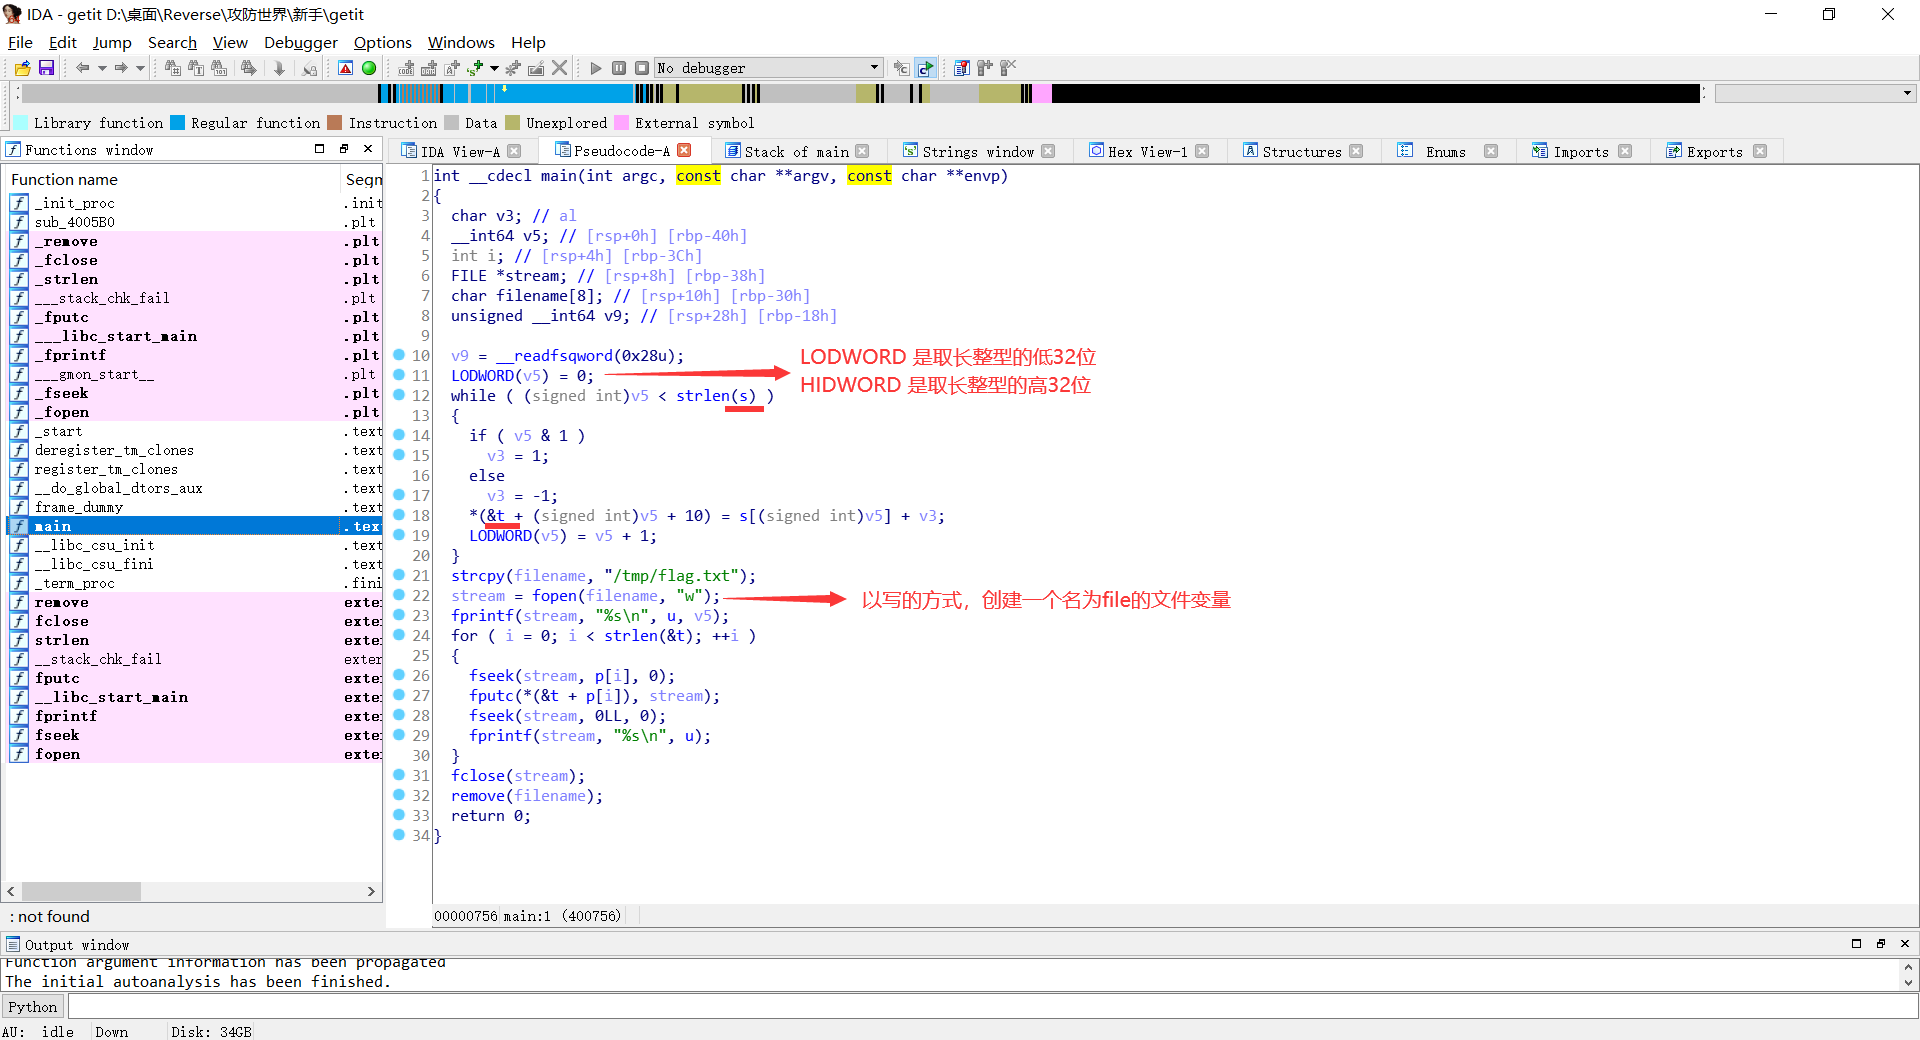 IDA - getit D:\桌面\Reverse\攻防世界\新手\getit
File Edit Jump Search View Debugger Options Windows Help
No debugger
Library function Regular function Instruction Data Unexplored External symbol
Functions window
IDA View-A Pseudocode-A Stack of main Strings window Hex View-1 Structures Enums Imports Exports
Function name Segm
_init_proc .init
sub_4005B0 .plt
_remove .plt
_fclose .plt
_strlen .plt
___stack_chk_fail .plt
_fputc .plt
___libc_start_main .plt
_fprintf .plt
___gmon_start__ .plt
_fseek .plt
_fopen .plt
_start .text
deregister_tm_clones .text
register_tm_clones .text
__do_global_dtors_aux .text
frame_dummy .text
main .text
__libc_csu_init .text
__libc_csu_fini .text
_term_proc .fini
remove exte
fclose exte
strlen exte
__stack_chk_fail exter
fputc exte
__libc_start_main exte
fprintf exte
fseek exte
fopen exte
: not found
1 int __cdecl main(int argc, const char **argv, const char **envp)
2 {
3 char v3; // al
4 __int64 v5; // [rsp+0h] [rbp-40h]
5 int i; // [rsp+4h] [rbp-3Ch]
6 FILE *stream; // [rsp+8h] [rbp-38h]
7 char filename[8]; // [rsp+10h] [rbp-30h]
8 unsigned __int64 v9; // [rsp+28h] [rbp-18h]
9
10 v9 = __readfsqword(0x28u);
11 LODWORD(v5) = 0;
12 while ( (signed int)v5 < strlen(s) )
13 {
14 if ( v5 & 1 )
15 v3 = 1;
16 else
17 v3 = -1;
18 *(&t + (signed int)v5 + 10) = s[(signed int)v5] + v3;
19 LODWORD(v5) = v5 + 1;
20 }
21 strcpy(filename, "/tmp/flag.txt");
22 stream = fopen(filename, "w");
23 fprintf(stream, "%s\n", u, v5);
24 for ( i = 0; i < strlen(&t); ++i )
25 {
26 fseek(stream, p[i], 0);
27 fputc(*(&t + p[i]), stream);
28 fseek(stream, 0LL, 0);
29 fprintf(stream, "%s\n", u);
30 }
31 fclose(stream);
32 remove(filename);
33 return 0;
34 }
LODWORD 是取长整型的低32位
HIDWORD 是取长整型的高32位
以写的方式，创建一个名为file的文件变量
00000756 main:1 (400756)
Output window
Function argument information has been propagated
The initial autoanalysis has been finished.
Python
AU: idle Down Disk: 34GB